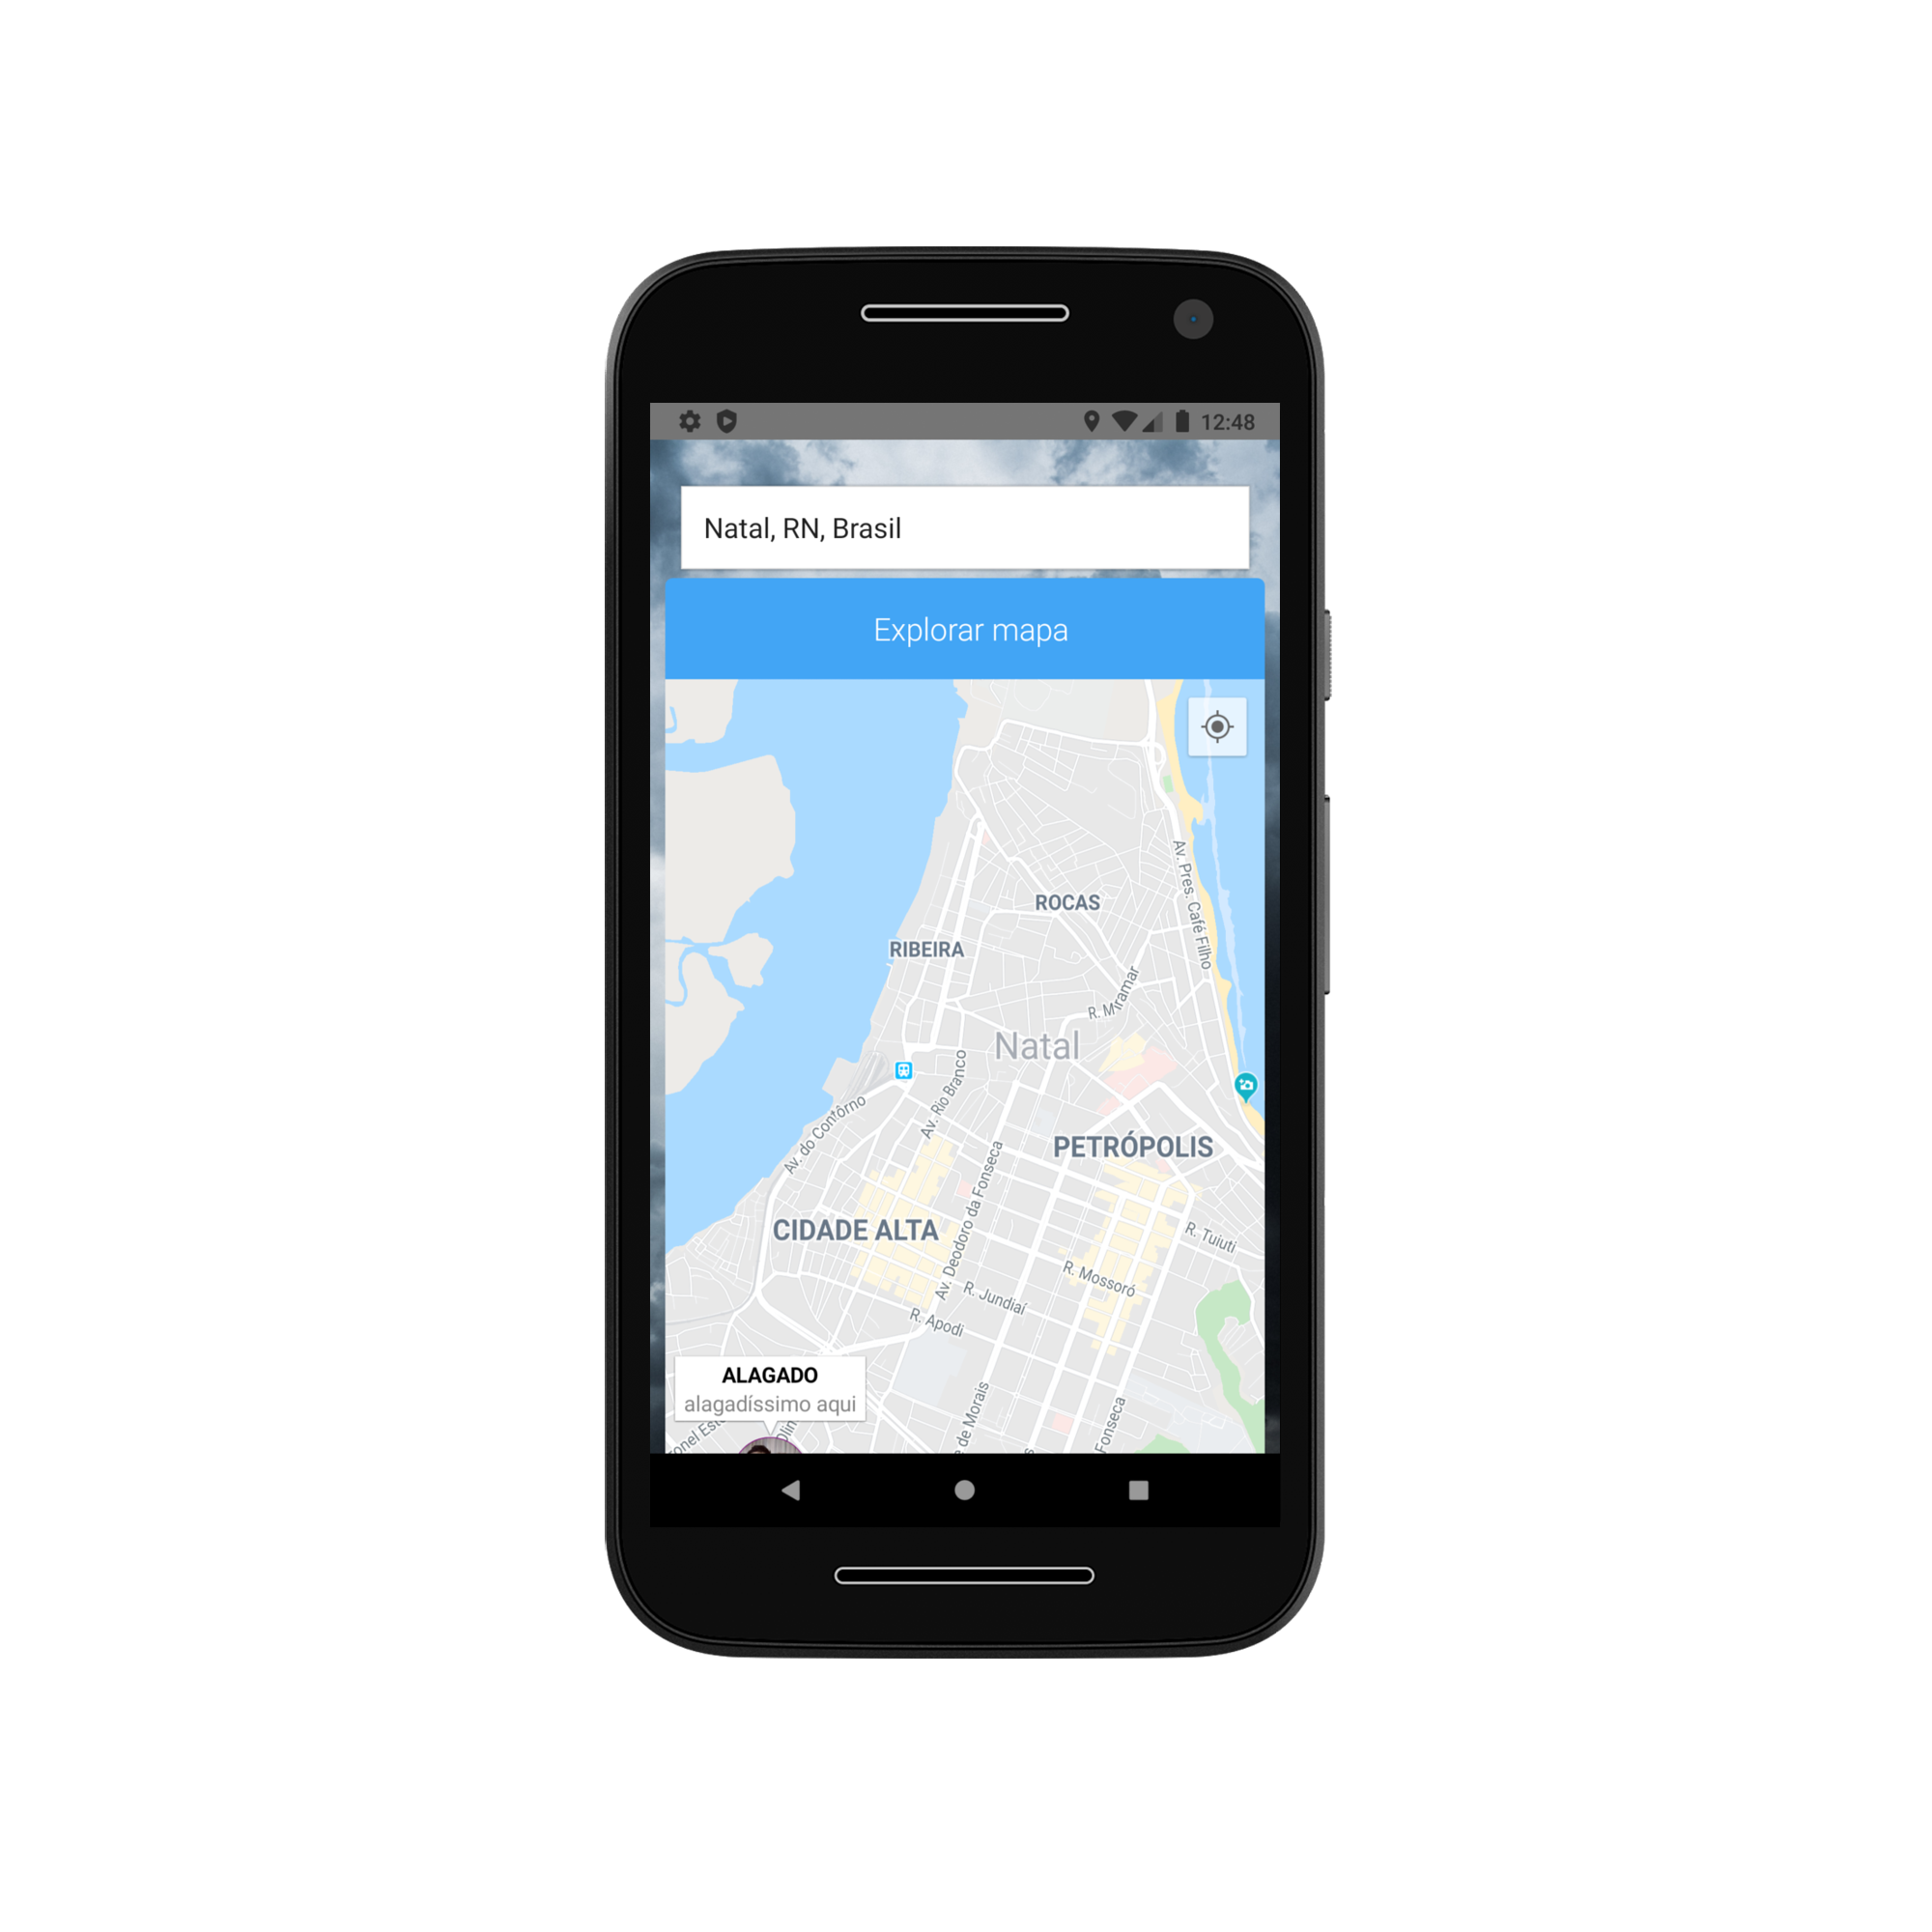 12:48
Natal, RN, Brasil
Explorar mapa
Av. Pres. Café Filho
ROCAS
RIBEIRA
R. Miramar
Natal
Av. Rio Branco
Av. do Contôrno
PETRÓPOLIS
Av. Deodoro da Fonseca
CIDADE ALTA
R. Tuiuti
R. Mossoró
R. Jundiaí
R. Apodi
ALAGADO
alagadíssimo aqui
de Morais
Fonseca